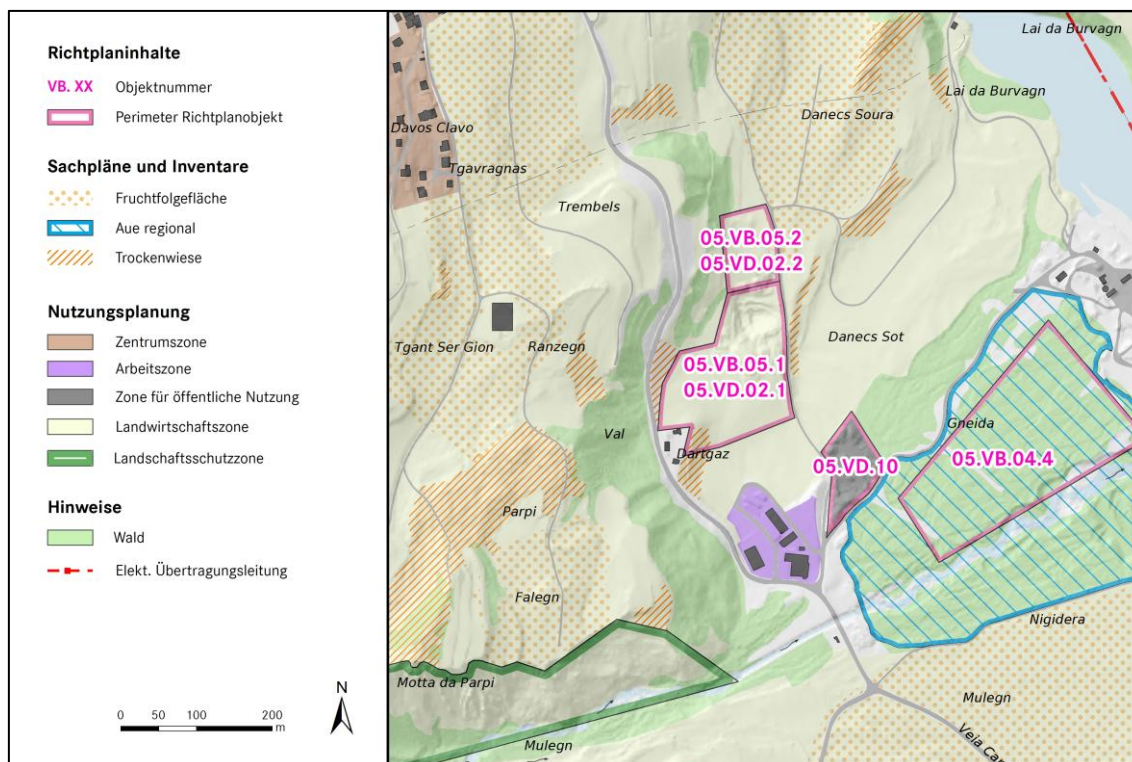 Richtplaninhalte
VB. XX Objektnummer
Perimeter Richtplanobjekt
Sachpläne und Inventare
Fruchtfolgefläche
Aue regional
Trockenwiese
Nutzungsplanung
Zentrumszone
Arbeitszone
Zone für öffentliche Nutzung
Landwirtschaftszone
Landschaftsschutzzone
Hinweise
Wald
Elekt. Übertragungsleitung
0 50 100 200
m
N
Lai da Burvagn
Lai da Burvagn
Danecs Soura
Davos Clavo
Tgavragnas
Trembels
05.VB.05.2
05.VD.02.2
Danecs Sot
Tgant Ser Gion
Ranzegn
05.VB.05.1
05.VD.02.1
Val
Dartgaz
Gneida
05.VD.10
05.VB.04.4
Parpi
Falegn
Nigidera
Motta da Parpi
Mulegn
Mulegn